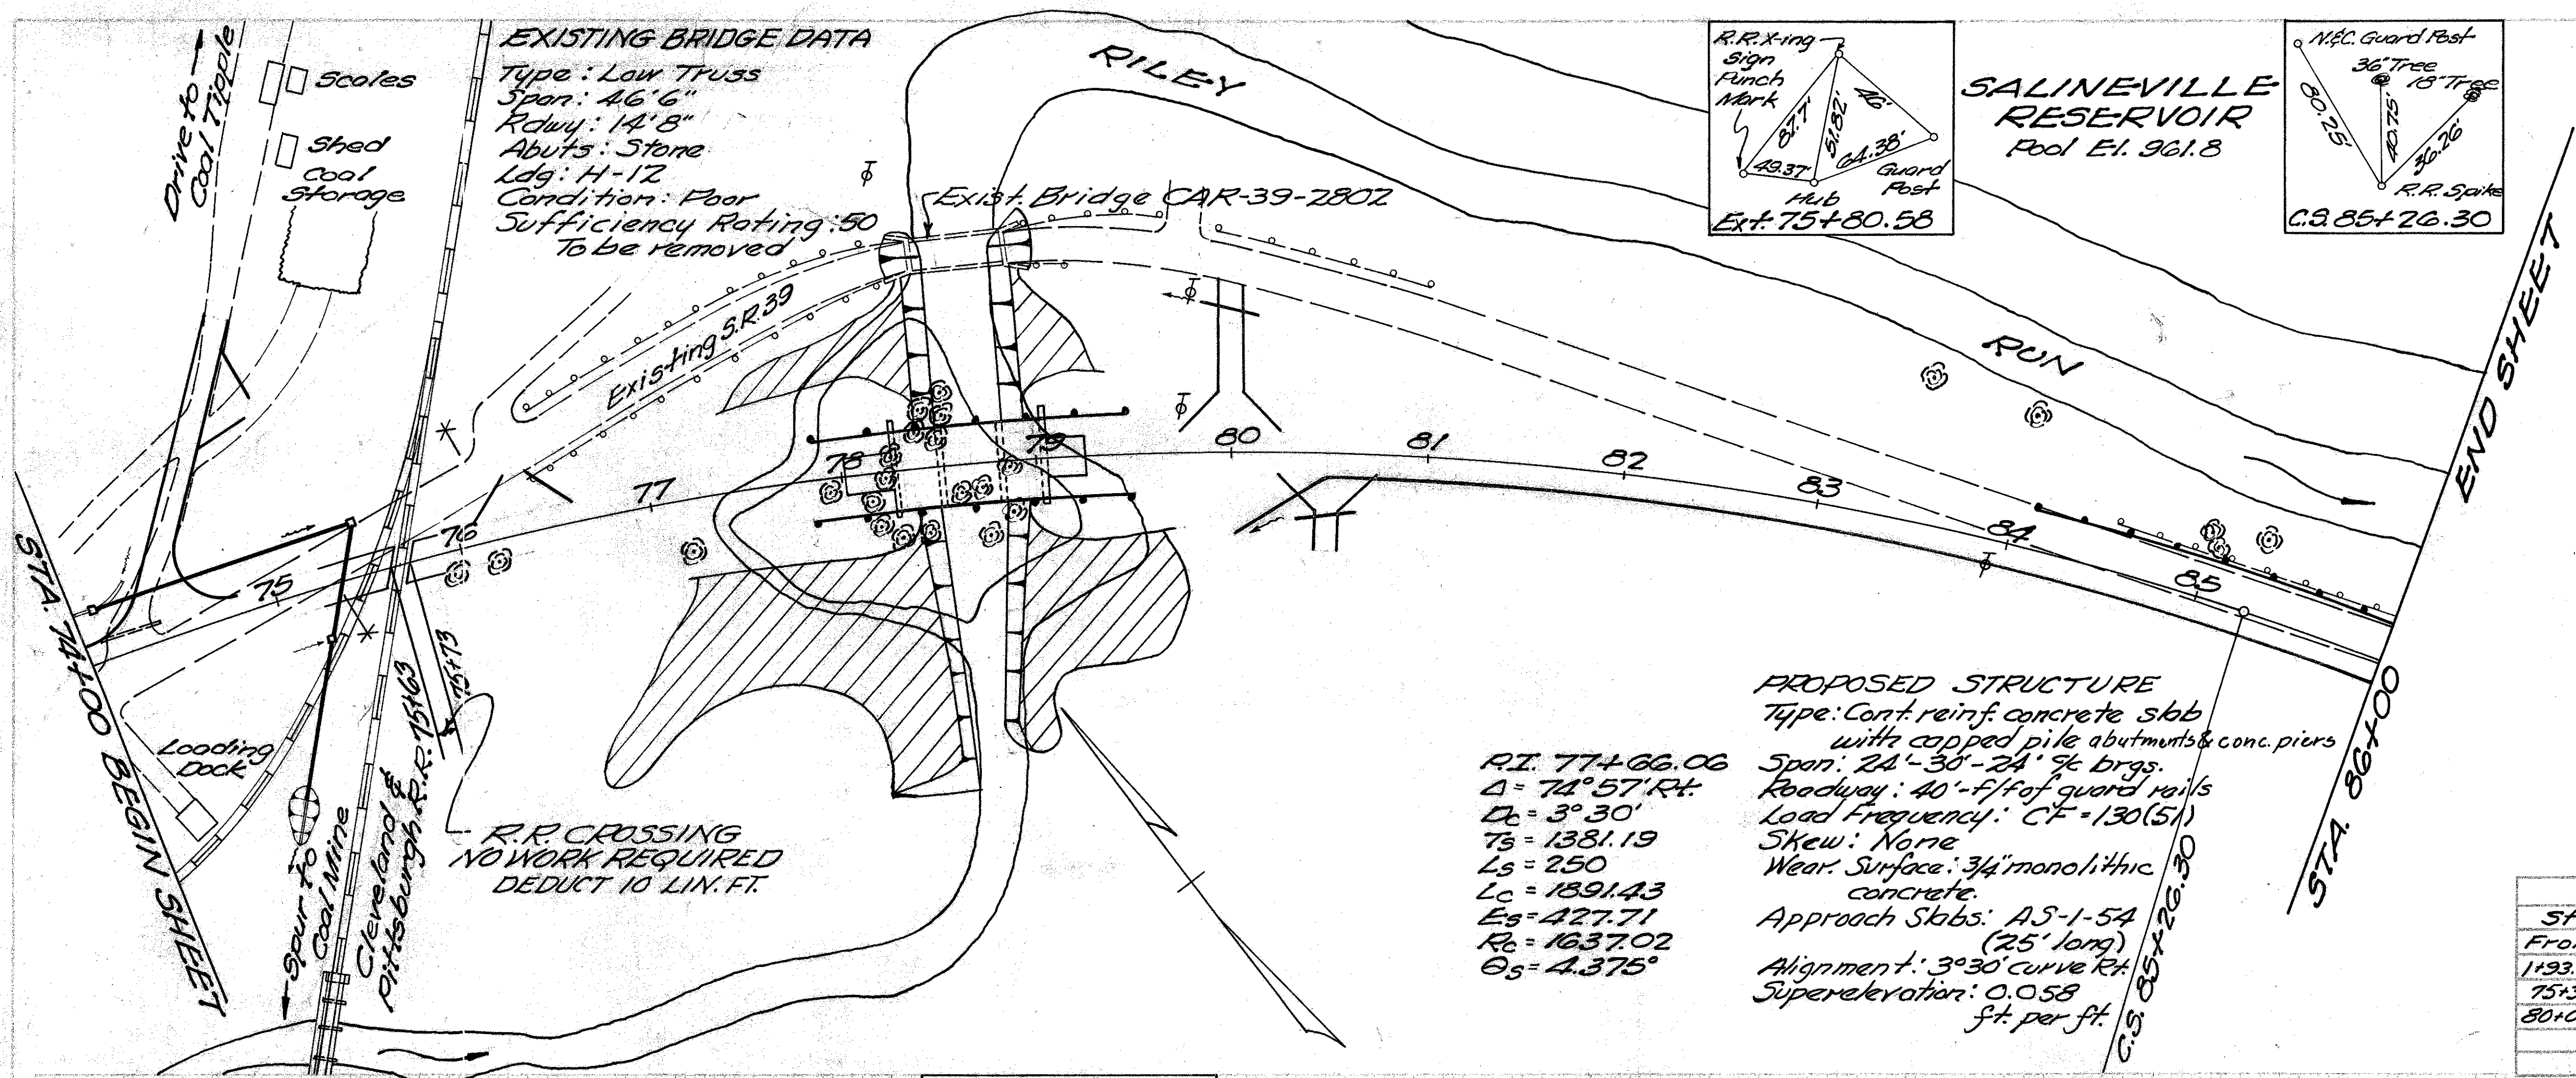 EXISTING BRIDGE DATA
Type : Low Truss
Span: 46'6"
Rdwy: 14'8"
Abuts: Stone
Ldg: H-12
Condition: Poor
Sufficiency Rating: 50
To be removed
Drive to
Coal Tipple
Scales
Shed
Coal
Storage
RILEY
RUN
Exist. Bridge CAR-39-2802
Existing S.R. 39
R.R. X-ing
Sign
Punch
Mark
87.7'
51.82'
46'
49.37'
64.38'
Guard
Post
Hub
Ext. 75+80.58
SALINEVILLE
RESERVOIR
Pool El. 961.8
N.&C. Guard Post
36" Tree
18" Tree
80.25'
40.75'
36.26'
R.R. Spike
C.S. 85+26.30
END SHEET
STA. 86+00
STA. 74+00 BEGIN SHEET
75
76
77
78
79
80
81
82
83
84
85
75+73
75+63
Loading
Dock
Spur to
Coal Mine
Cleveland &
Pittsburgh R.R.
R.R. CROSSING
NO WORK REQUIRED
DEDUCT 10 LIN. FT.
P.I. 77+66.06
Δ = 74°57' Rt.
Dc = 3°30'
Ts = 1381.19
Ls = 250
Lc = 1891.43
Es = 427.71
Rc = 1637.02
Θs = 4.375°
PROPOSED STRUCTURE
Type: Cont. reinf. concrete slab
with capped pile abutments & conc. piers
Span: 24'-30'-24' c/c brgs.
Roadway: 40'-f/f of guard rails
Load Frequency: CF = 130(51)
Skew: None
Wear. Surface: 3/4" monolithic
concrete.
Approach Slabs: AS-1-54
(25' long)
Alignment: 3°30' curve Rt.
Superelevation: 0.058
ft. per ft.
C.S. 85+26.30
St
Fro
1+93.
75+3
80+0